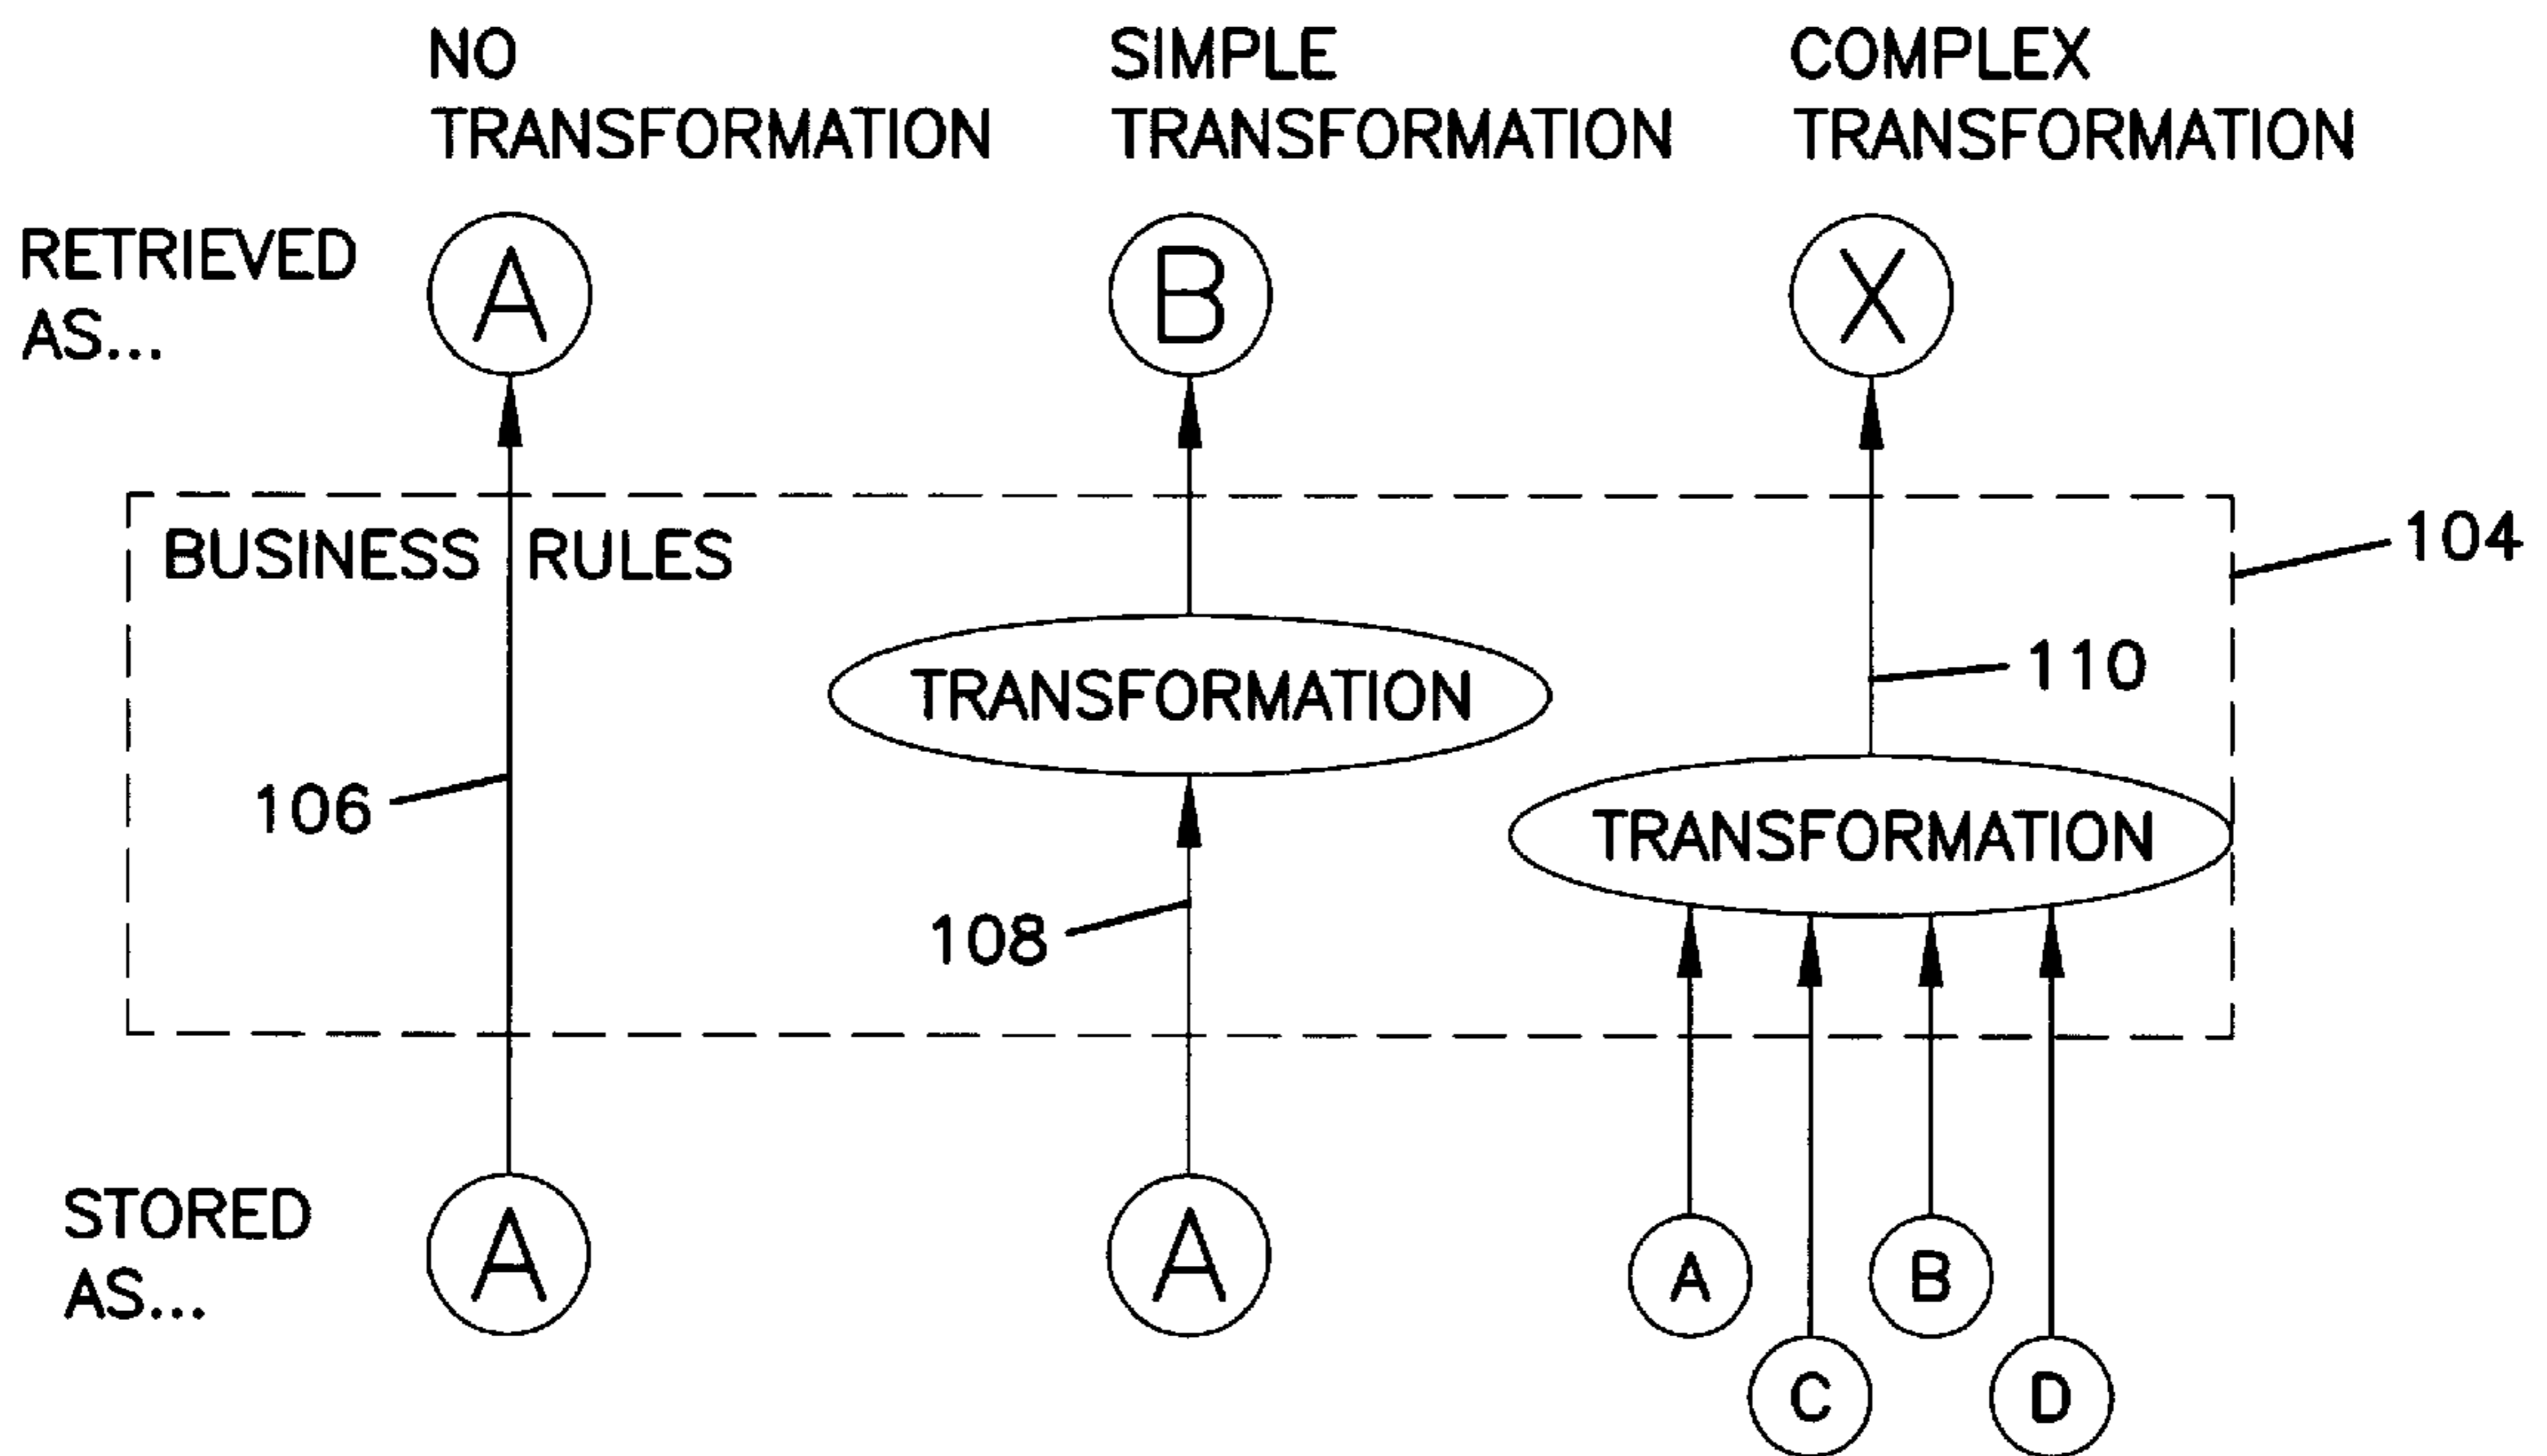 NO
TRANSFORMATION
SIMPLE
TRANSFORMATION
COMPLEX
TRANSFORMATION
RETRIEVED
AS...
A
B
X
BUSINESS RULES
104
110
TRANSFORMATION
106
TRANSFORMATION
108
STORED
AS...
A
A
A
B
C
D